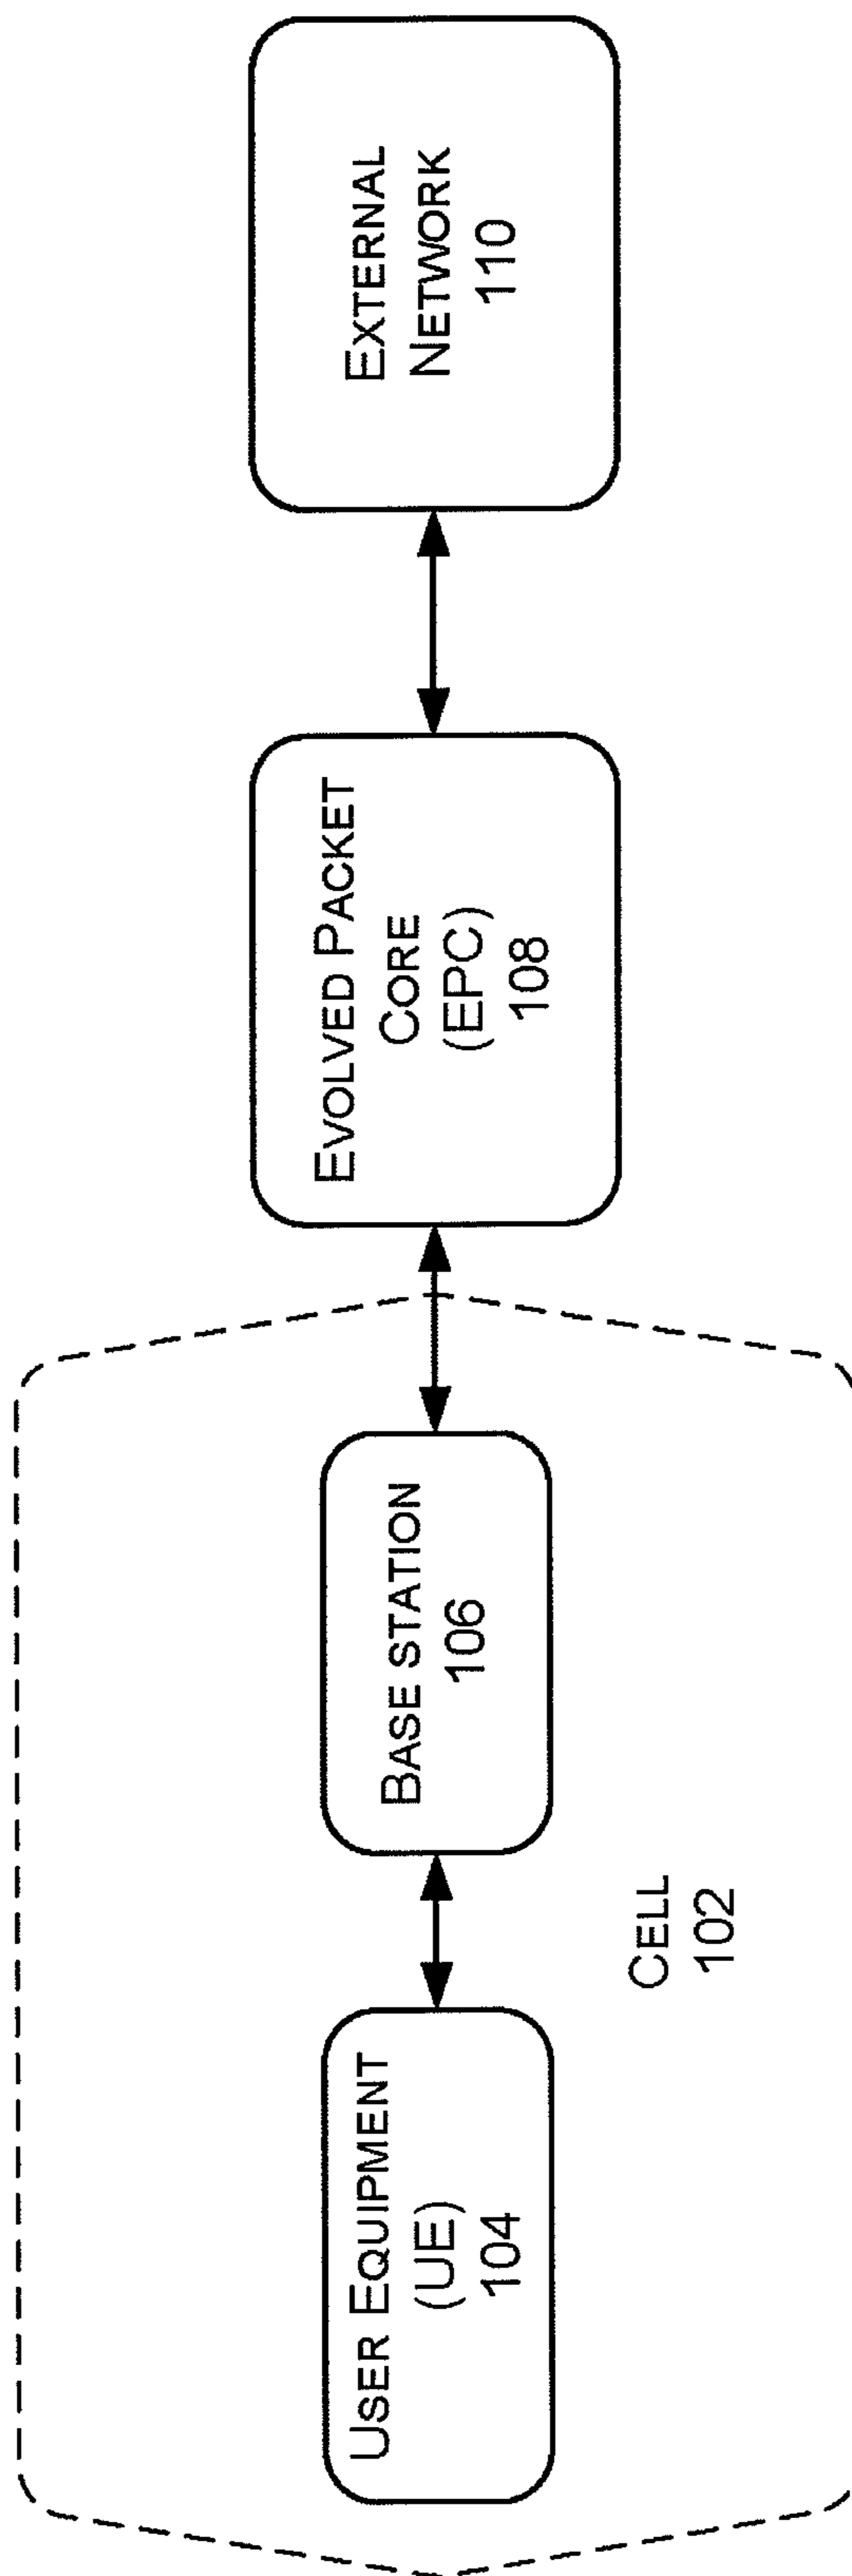 USER EQUIPMENT
(UE)
104
BASE STATION
106
CELL
102
EVOLVED PACKET
CORE
(EPC)
108
EXTERNAL
NETWORK
110